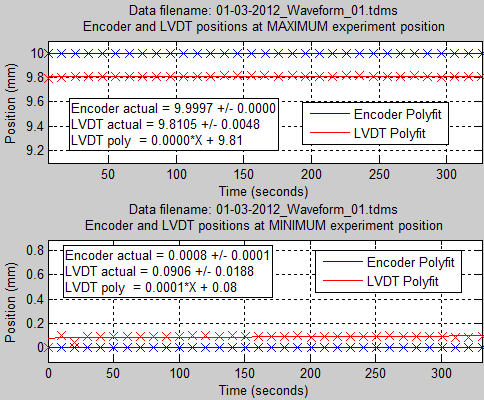 Data filename: 01-03-2012_Waveform_01.tdms
Encoder and LVDT positions at MAXIMUM experiment position
Position (mm)
10
9.8
9.6
9.4
9.2
Encoder actual = 9.9997 +/- 0.0000
LVDT actual = 9.8105 +/- 0.0048
LVDT poly = 0.0000*X + 9.81
Encoder Polyfit
LVDT Polyfit
50 100 150 200 250 300
Time (seconds)
Data filename: 01-03-2012_Waveform_01.tdms
Encoder and LVDT positions at MINIMUM experiment position
Position (mm)
0.8
0.6
0.4
0.2
0
Encoder actual = 0.0008 +/- 0.0001
LVDT actual = 0.0906 +/- 0.0188
LVDT poly = 0.0001*X + 0.08
Encoder Polyfit
LVDT Polyfit
0 50 100 150 200 250 300
Time (seconds)